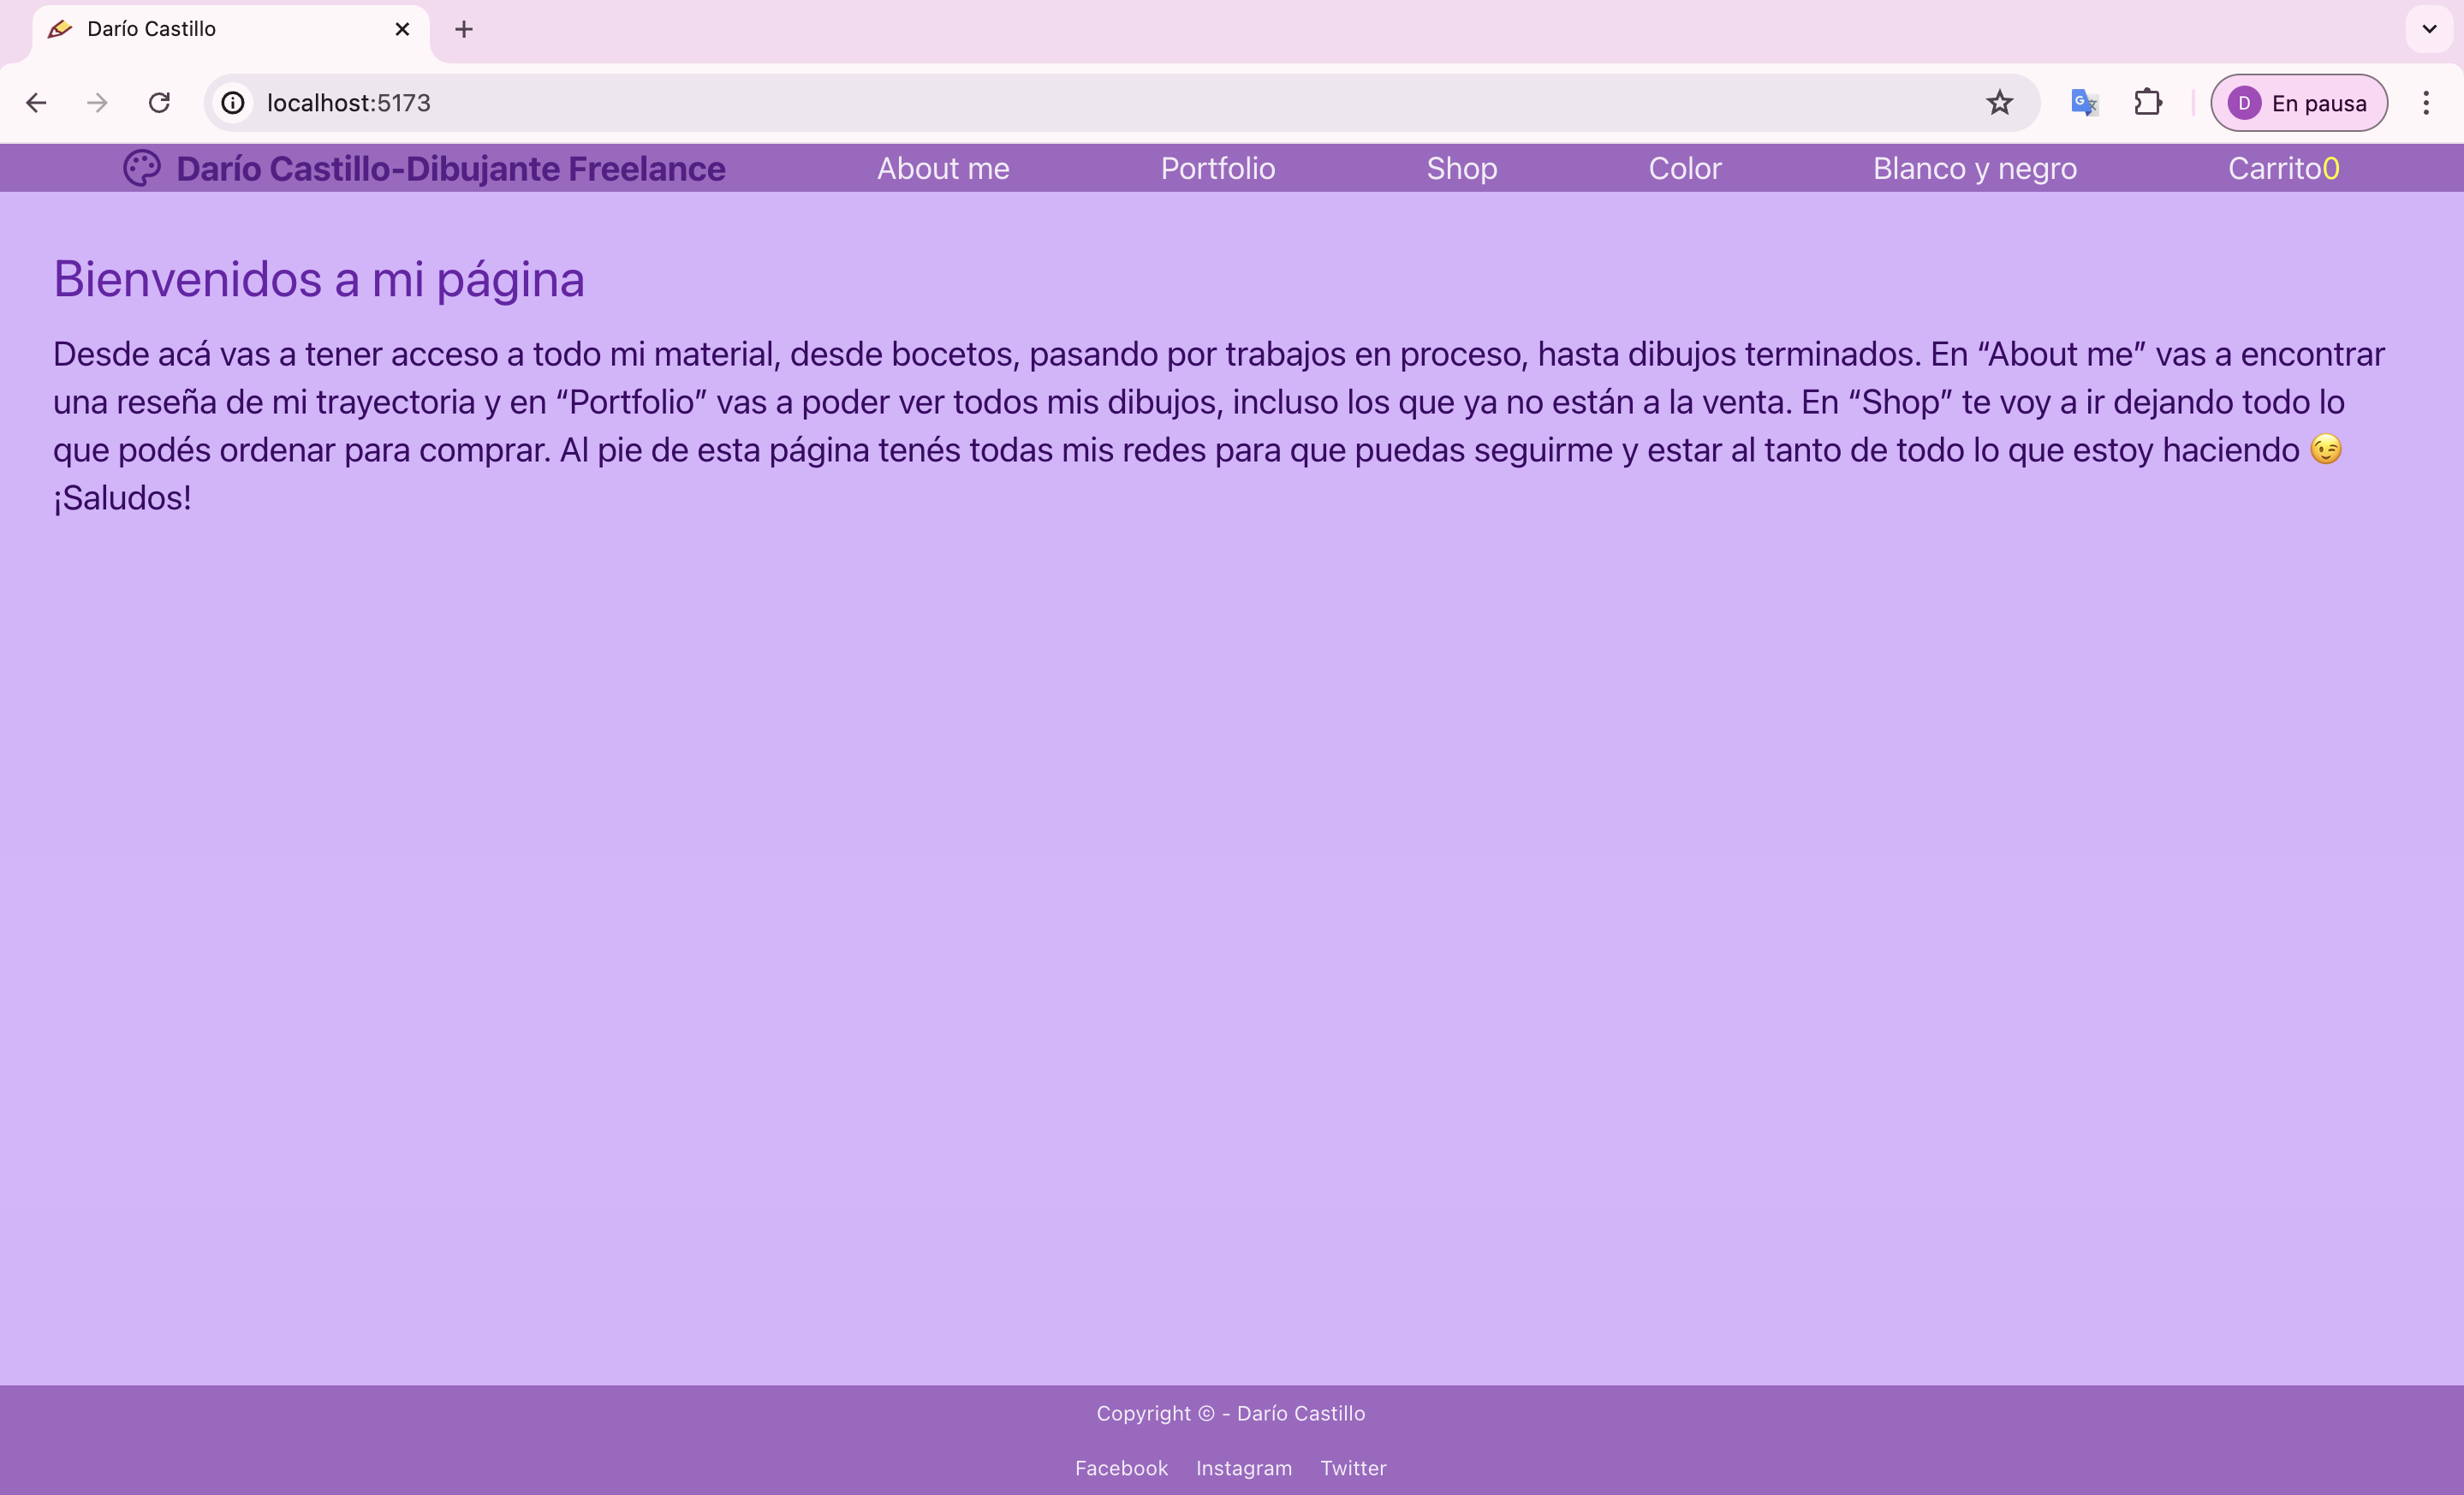 Darío Castillo
localhost:5173
D En pausa
Darío Castillo-Dibujante Freelance About me Portfolio Shop Color Blanco y negro Carrito0
Bienvenidos a mi página
Desde acá vas a tener acceso a todo mi material, desde bocetos, pasando por trabajos en proceso, hasta dibujos terminados. En “About me” vas a encontrar
una reseña de mi trayectoria y en “Portfolio” vas a poder ver todos mis dibujos, incluso los que ya no están a la venta. En “Shop” te voy a ir dejando todo lo
que podés ordenar para comprar. Al pie de esta página tenés todas mis redes para que puedas seguirme y estar al tanto de todo lo que estoy haciendo 😉
¡Saludos!
Copyright © - Darío Castillo
Facebook Instagram Twitter